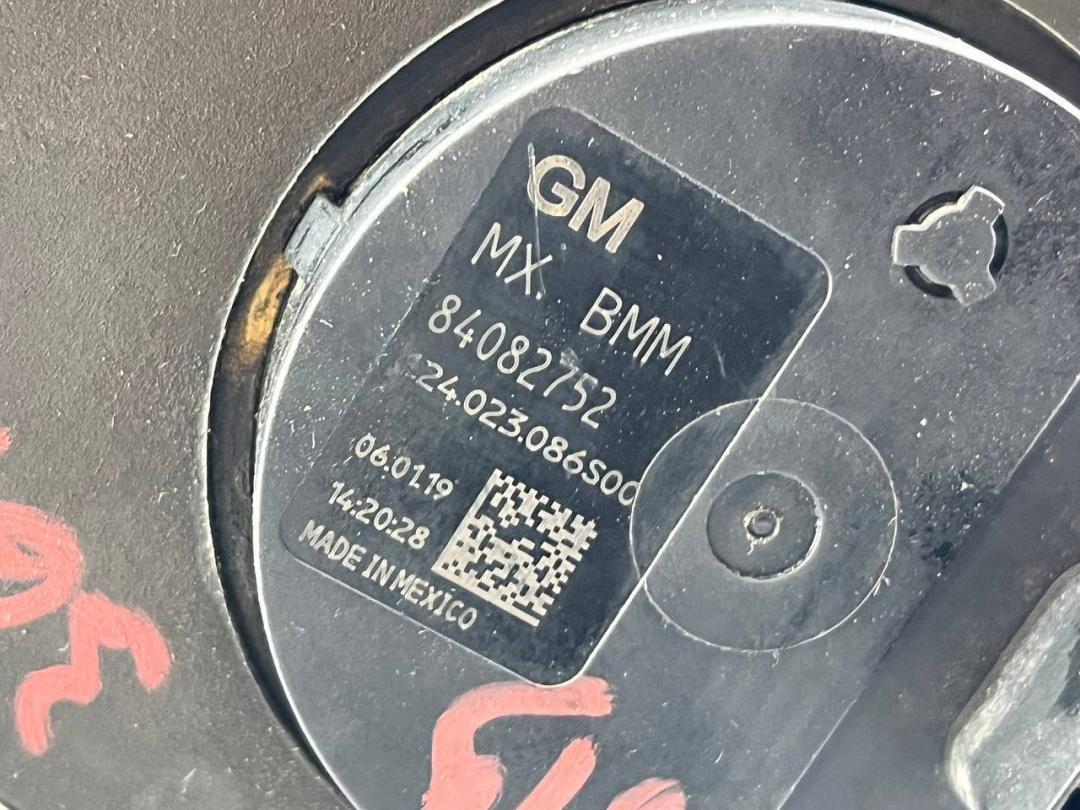 GM
MX. BMM
84082752
24.023.086S00
06.01.19
14:20:28
MADE IN MEXICO